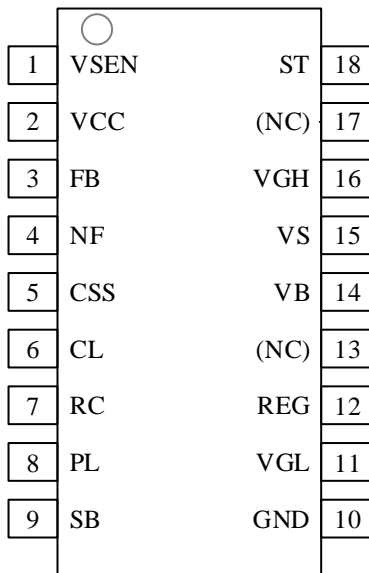 1 VSEN ST 18
2 VCC (NC) 17
3 FB VGH 16
4 NF VS 15
5 CSS VB 14
6 CL (NC) 13
7 RC REG 12
8 PL VGL 11
9 SB GND 10